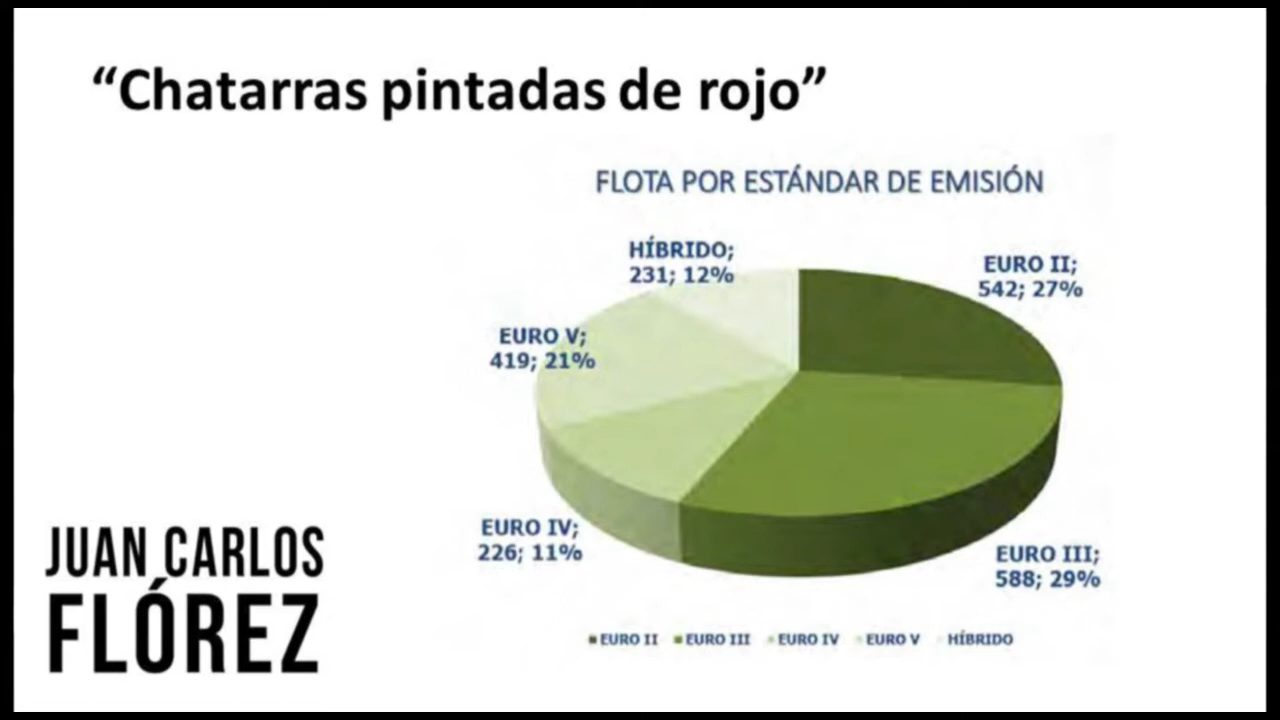 “Chatarras pintadas de rojo”
FLOTA POR ESTÁNDAR DE EMISIÓN
HÍBRIDO;
231; 12%
EURO II;
542; 27%
EURO V;
419; 21%
EURO IV;
226; 11%
EURO III;
588; 29%
EURO II EURO III EURO IV EURO V HÍBRIDO
JUAN CARLOS
FLÓREZ